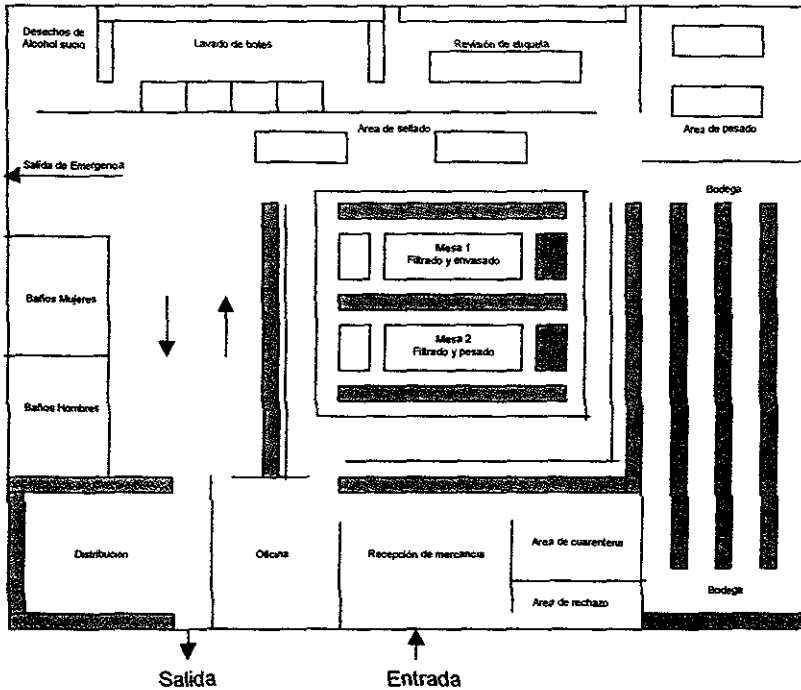 Desechos de
Alcohol sucio
Lavado de botes
Revisión de etiqueta
Area de sellado
Area de pesado
Salida de Emergencia
Bodega
Mesa 1
Filtrado y envasado
Baños Mujeres
Mesa 2
Filtrado y pesado
Baños Hombres
Distribución
Oficina
Recepción de mercancia
Area de cuarentena
Area de rechazo
Bodega
Salida
Entrada